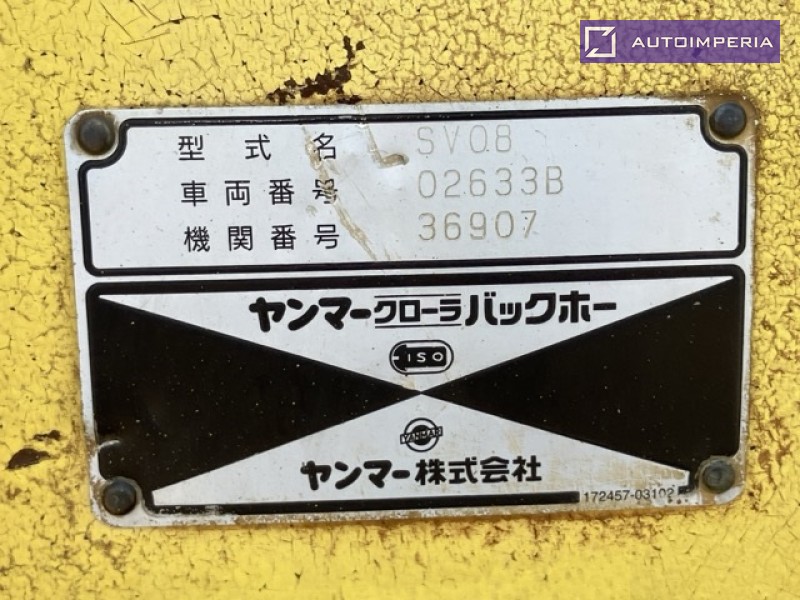 AUTOIMPERIA
型式名 SV08
車両番号 02633B
機関番号 36907
ヤンマークローラバックホー
ISO
YANMAR
ヤンマー株式会社
172457-03102